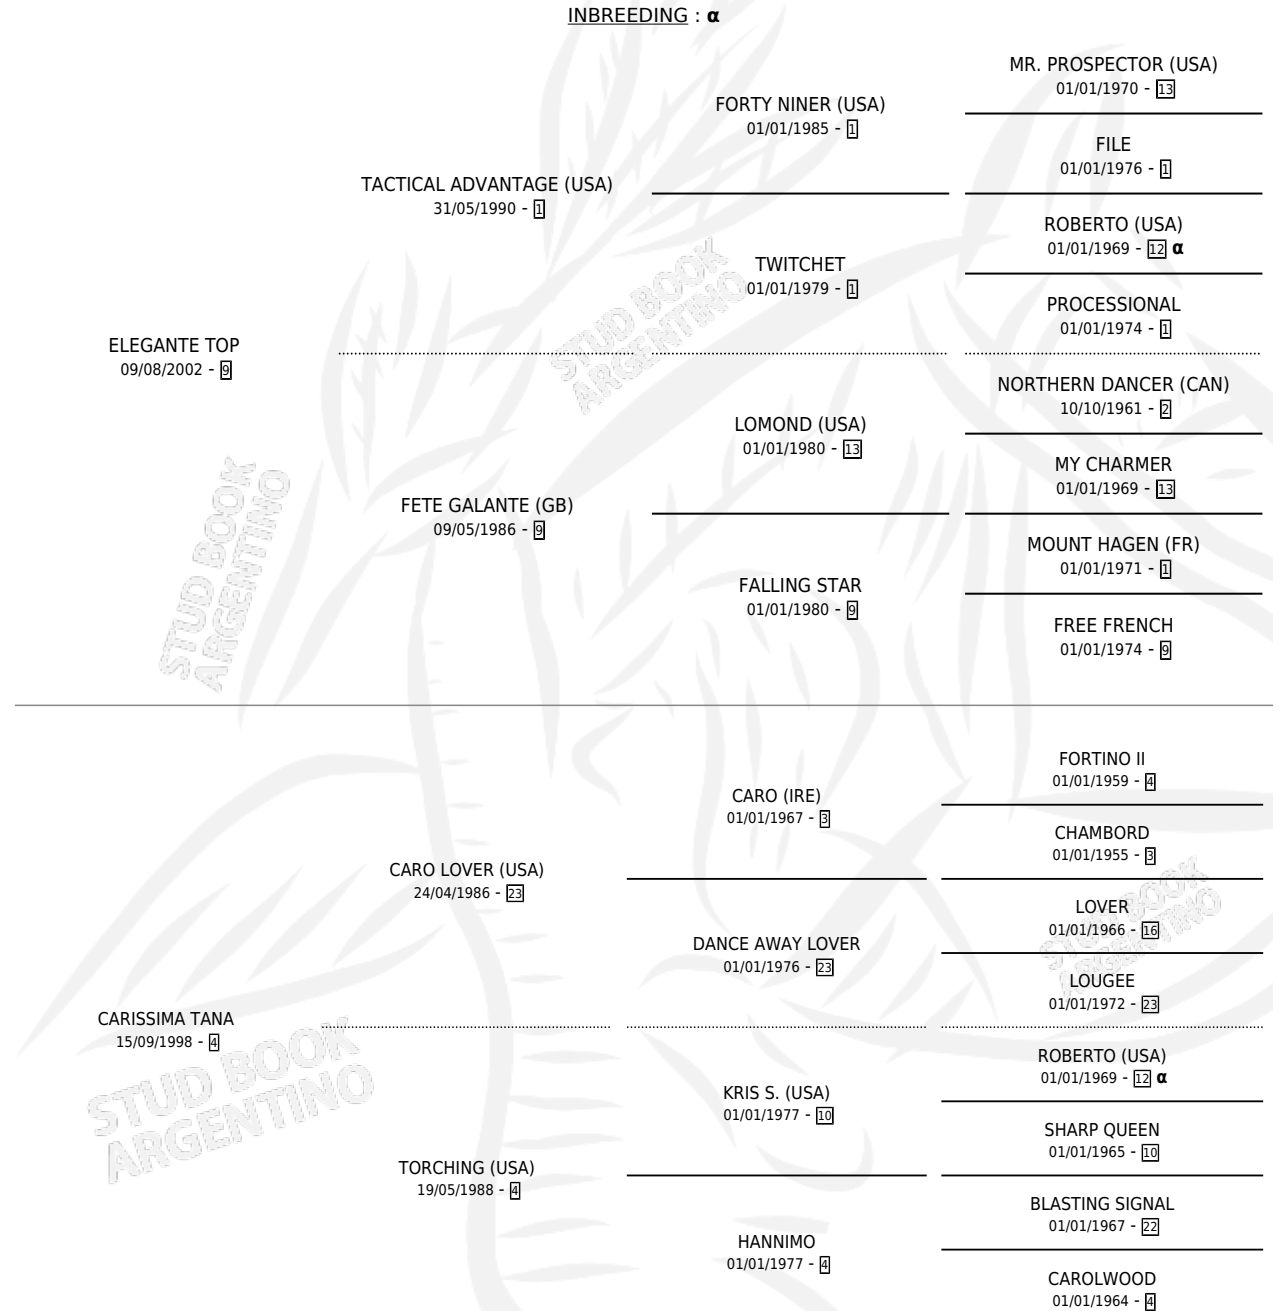 INBREEDING : α
MR. PROSPECTOR (USA)
01/01/1970 - 13
FORTY NINER (USA)
01/01/1985 - 1
FILE
01/01/1976 - 1
TACTICAL ADVANTAGE (USA)
31/05/1990 - 1
ROBERTO (USA)
01/01/1969 - 12 α
TWITCHET
01/01/1979 - 1
PROCESSIONAL
01/01/1974 - 1
ELEGANTE TOP
09/08/2002 - 9
NORTHERN DANCER (CAN)
10/10/1961 - 2
LOMOND (USA)
01/01/1980 - 13
MY CHARMER
01/01/1969 - 13
FETE GALANTE (GB)
09/05/1986 - 9
MOUNT HAGEN (FR)
01/01/1971 - 1
FALLING STAR
01/01/1980 - 9
FREE FRENCH
01/01/1974 - 9
FORTINO II
01/01/1959 - 4
CARO (IRE)
01/01/1967 - 3
CHAMBORD
01/01/1955 - 3
CARO LOVER (USA)
24/04/1986 - 23
LOVER
01/01/1966 - 16
DANCE AWAY LOVER
01/01/1976 - 23
LOUGEE
01/01/1972 - 23
CARISSIMA TANA
15/09/1998 - 4
ROBERTO (USA)
01/01/1969 - 12 α
KRIS S. (USA)
01/01/1977 - 10
SHARP QUEEN
01/01/1965 - 10
TORCHING (USA)
19/05/1988 - 4
BLASTING SIGNAL
01/01/1967 - 22
HANNIMO
01/01/1977 - 4
CAROLWOOD
01/01/1964 - 4
STUD BOOK
ARGENTINO
STUD BOOK
ARGENTINO
STUD BOOK
ARGENTINO
STUD BOOK
ARGENTINO